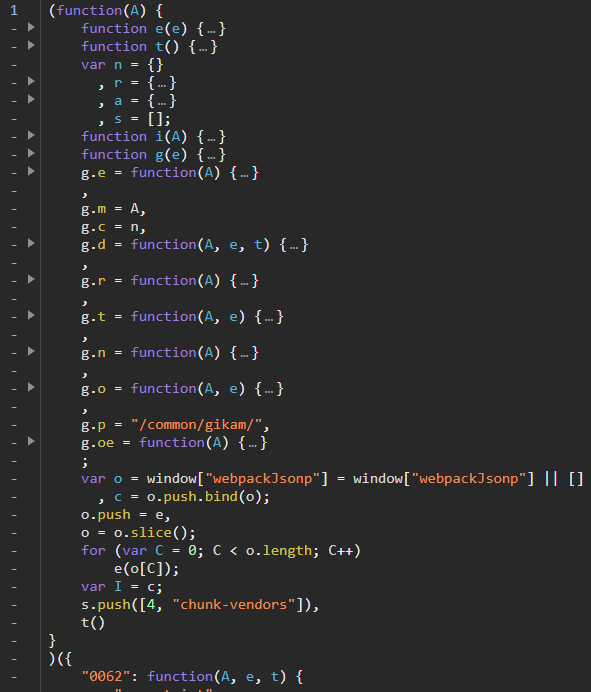 1 (function(A) {
- function e(e) {…}
- function t() {…}
- var n = {}
- , r = {…}
- , a = {…}
- , s = [];
- function i(A) {…}
- function g(e) {…}
- g.e = function(A) {…}
- ,
- g.m = A,
- g.c = n,
- g.d = function(A, e, t) {…}
- ,
- g.r = function(A) {…}
- ,
- g.t = function(A, e) {…}
- ,
- g.n = function(A) {…}
- ,
- g.o = function(A, e) {…}
- ,
- g.p = "/common/gikam/",
- g.oe = function(A) {…}
- ;
- var o = window["webpackJsonp"] = window["webpackJsonp"] || []
- , c = o.push.bind(o);
- o.push = e,
- o = o.slice();
- for (var C = 0; C < o.length; C++)
- e(o[C]);
- var I = c;
- s.push([4, "chunk-vendors"]),
- t()
- }
- )({
- "0062": function(A, e, t) {